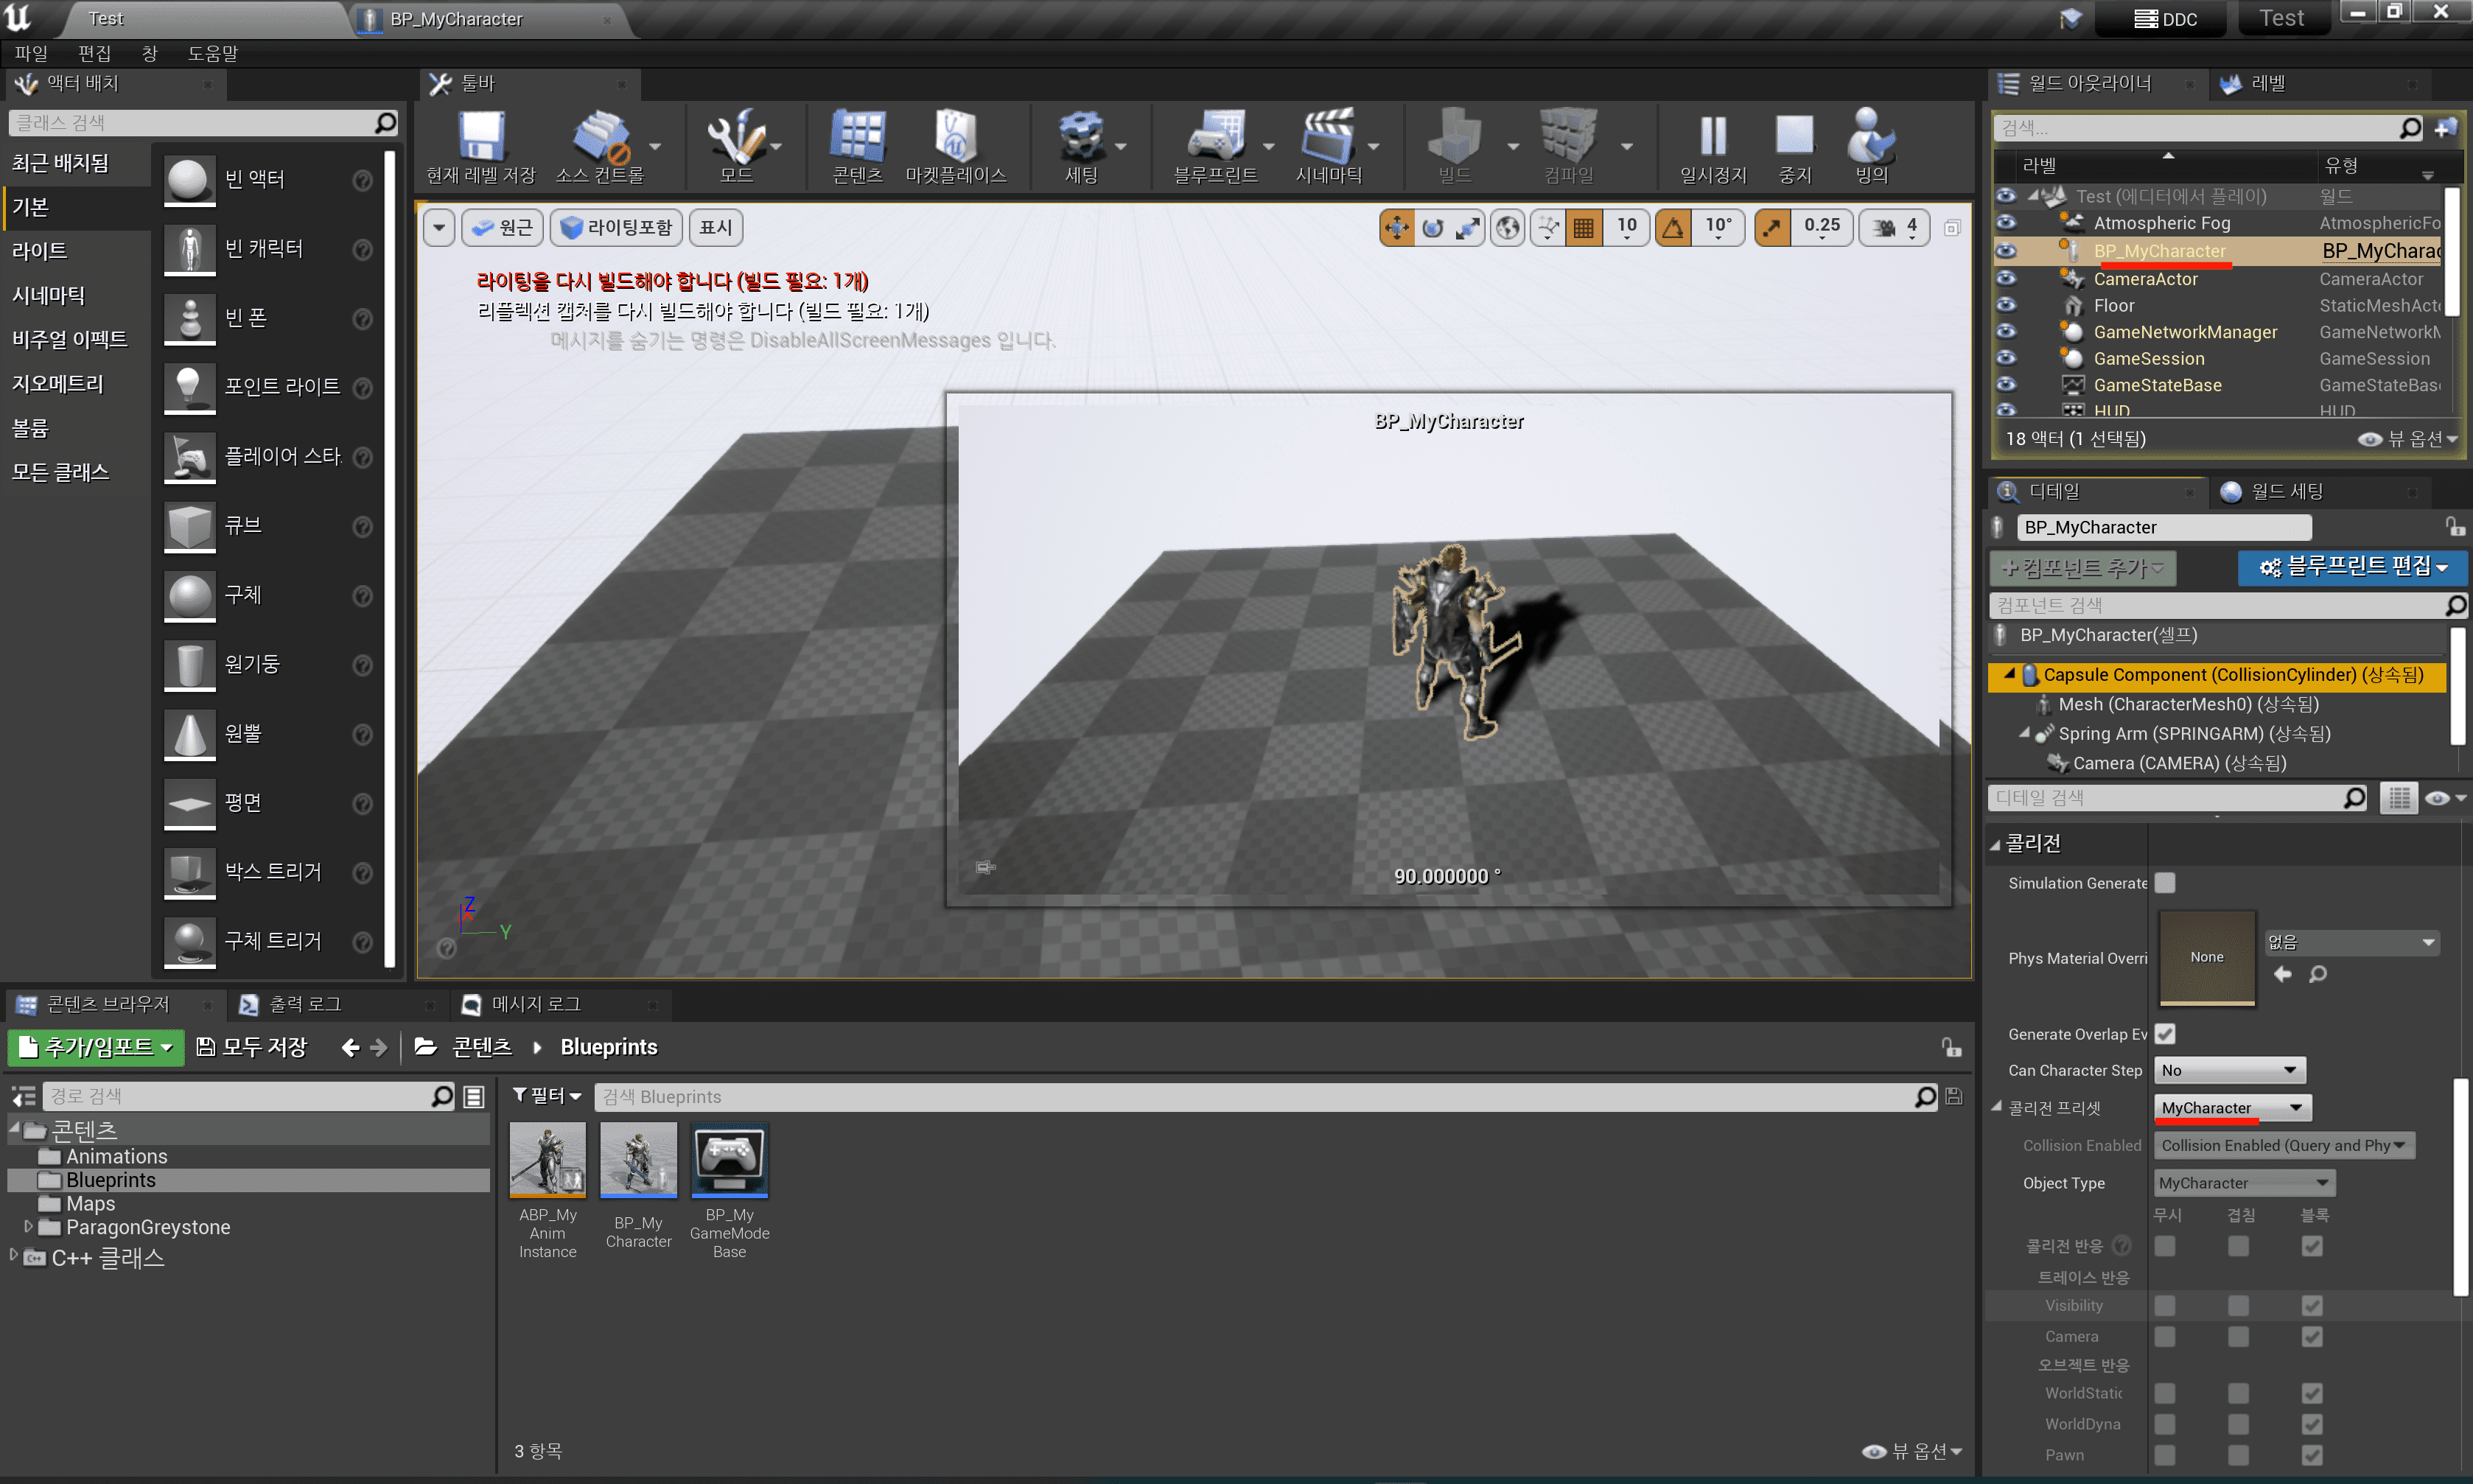 Test
BP_MyCharacter
DDC
Test
파일 편집 창 도움말
액터 배치
클래스 검색
최근 배치됨
기본
라이트
시네마틱
비주얼 이펙트
지오메트리
볼륨
모든 클래스
빈 액터
빈 캐릭터
빈 폰
포인트 라이트
플레이어 스타
큐브
구체
원기둥
원뿔
평면
박스 트리거
구체 트리거
툴바
현재 레벨 저장
소스 컨트롤
모드
콘텐츠
마켓플레이스
세팅
블루프린트
시네마틱
빌드
컴파일
일시정지
중지
빙의
원근
라이팅포함
표시
10
10°
0.25
4
라이팅을 다시 빌드해야 합니다 (빌드 필요: 1개)
리플렉션 캡처를 다시 빌드해야 합니다 (빌드 필요: 1개)
메시지를 숨기는 명령은 DisableAllScreenMessages 입니다.
BP_MyCharacter
90.000000 °
Z
X
Y
월드 아웃라이너
레벨
검색...
라벨 유형
Test (에디터에서 플레이) 월드
Atmospheric Fog AtmosphericFo
BP_MyCharacter BP_MyCharac
CameraActor CameraActor
Floor StaticMeshActo
GameNetworkManager GameNetworkM
GameSession GameSession
GameStateBase GameStateBase
HUD HUD
18 액터 (1 선택됨)
뷰 옵션
디테일
월드 세팅
BP_MyCharacter
+컴포넌트 추가
블루프린트 편집
컴포넌트 검색
BP_MyCharacter(셀프)
Capsule Component (CollisionCylinder) (상속됨)
Mesh (CharacterMesh0) (상속됨)
Spring Arm (SPRINGARM) (상속됨)
Camera (CAMERA) (상속됨)
디테일 검색
콜리전
Simulation Generate
Phys Material Overri
None
없음
Generate Overlap Ev
Can Character Step No
콜리전 프리셋 MyCharacter
Collision Enabled Collision Enabled (Query and Phy
Object Type MyCharacter
무시 겹침 블록
콜리전 반응
트레이스 반응
Visibility
Camera
오브젝트 반응
WorldStatic
WorldDyna
Pawn
콘텐츠 브라우저
출력 로그
메시지 로그
추가/임포트
모두 저장
콘텐츠
Blueprints
경로 검색
콘텐츠
Animations
Blueprints
Maps
ParagonGreystone
C++ 클래스
필터
검색 Blueprints
ABP_My
Anim
Instance
BP_My
Character
BP_My
GameMode
Base
3 항목
뷰 옵션